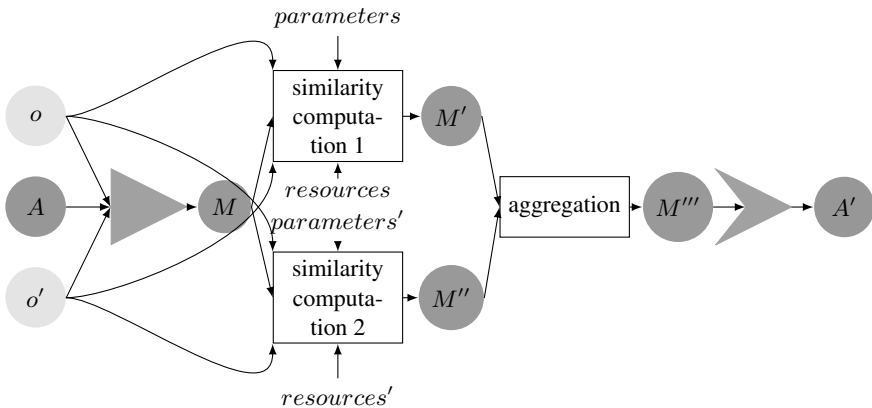 parameters
similarity
computa-
tion 1
resources
o
A
o′
M
M′
parameters′
similarity
computa-
tion 2
resources′
M″
aggregation
M‴
A′